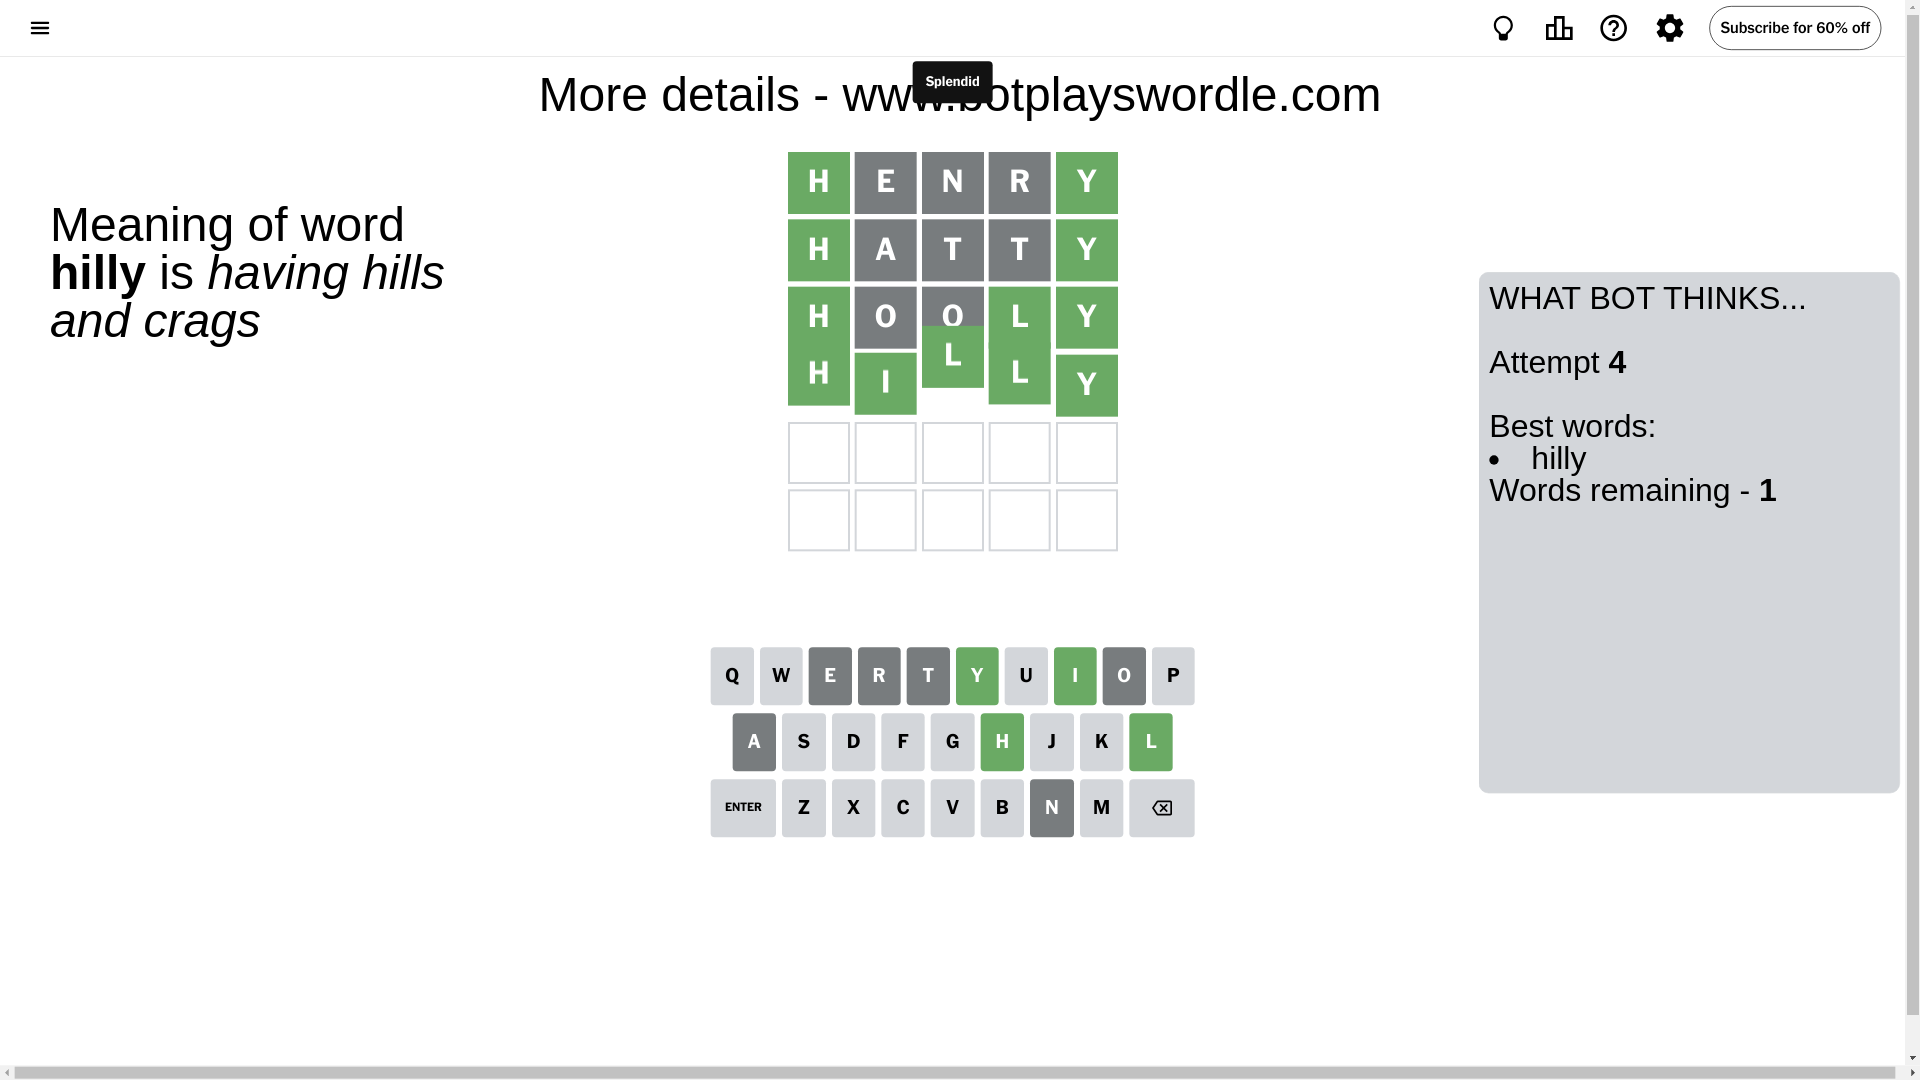 Subscribe for 60% off
Splendid
More details - www.botplayswordle.com
Meaning of word
hilly is having hills
and crags
H E N R Y
H A T T Y
H O O L Y
H I L L Y
WHAT BOT THINKS...
Attempt 4
Best words:
• hilly
Words remaining - 1
Q W E R T Y U I O P
A S D F G H J K L
ENTER Z X C V B N M